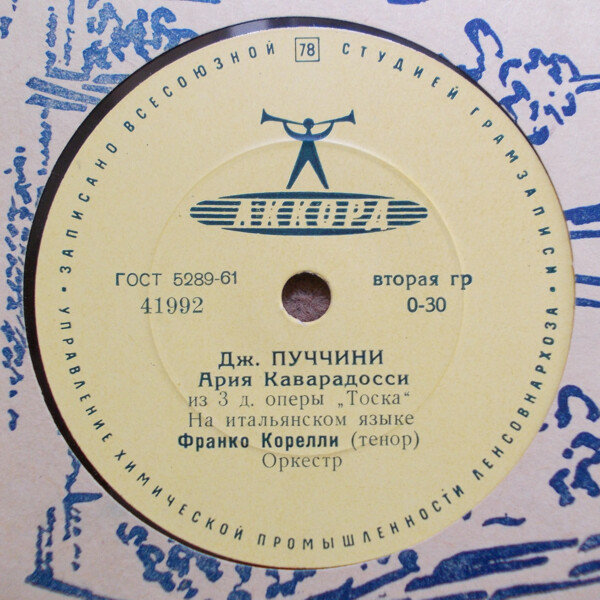 ЗАПИСАНО ВСЕСОЮЗНОЙ 78 СТУДИЕЙ ГРАМЗАПИСИ
АККОРД
ГОСТ 5289-61
41992
вторая гр
0-30
Дж. ПУЧЧИНИ
Ария Каварадосси
из 3 д. оперы „Тоска“
На итальянском языке
Франко Корелли (тенор)
Оркестр
УПРАВЛЕНИЕ ХИМИЧЕСКОЙ ПРОМЫШЛЕННОСТИ ЛЕНСОВНАРХОЗА